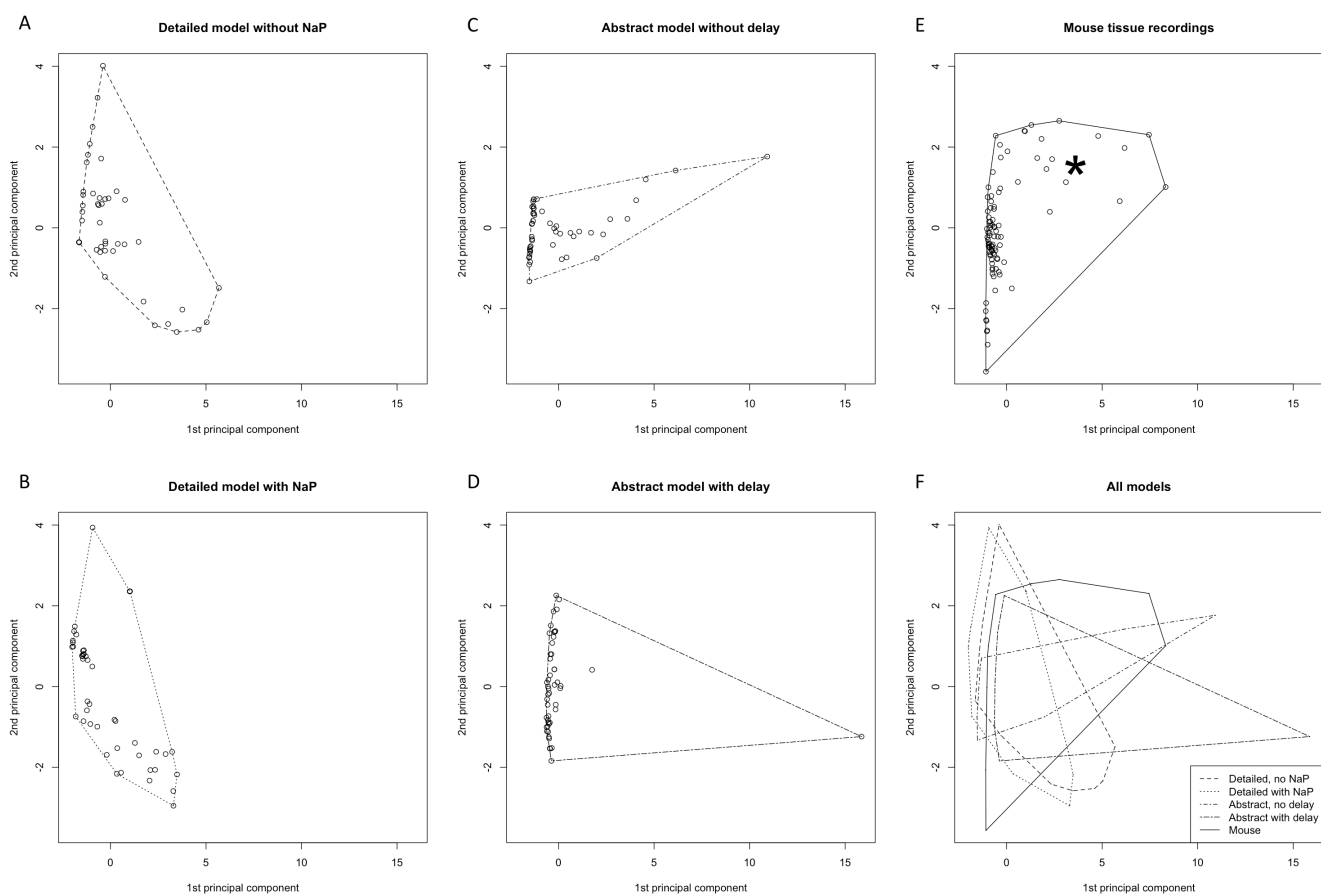 A
Detailed model without NaP
4
2
0
-2
2nd principal component
0 5 10 15
1st principal component
C
Abstract model without delay
4
2
0
-2
2nd principal component
0 5 10 15
1st principal component
E
Mouse tissue recordings
4
2
0
-2
2nd principal component
*
0 5 10 15
1st principal component
B
Detailed model with NaP
4
2
0
-2
2nd principal component
0 5 10 15
1st principal component
D
Abstract model with delay
4
2
0
-2
2nd principal component
0 5 10 15
1st principal component
F
All models
4
2
0
-2
2nd principal component
Detailed, no NaP
Detailed with NaP
Abstract, no delay
Abstract with delay
Mouse
0 5 10 15
1st principal component